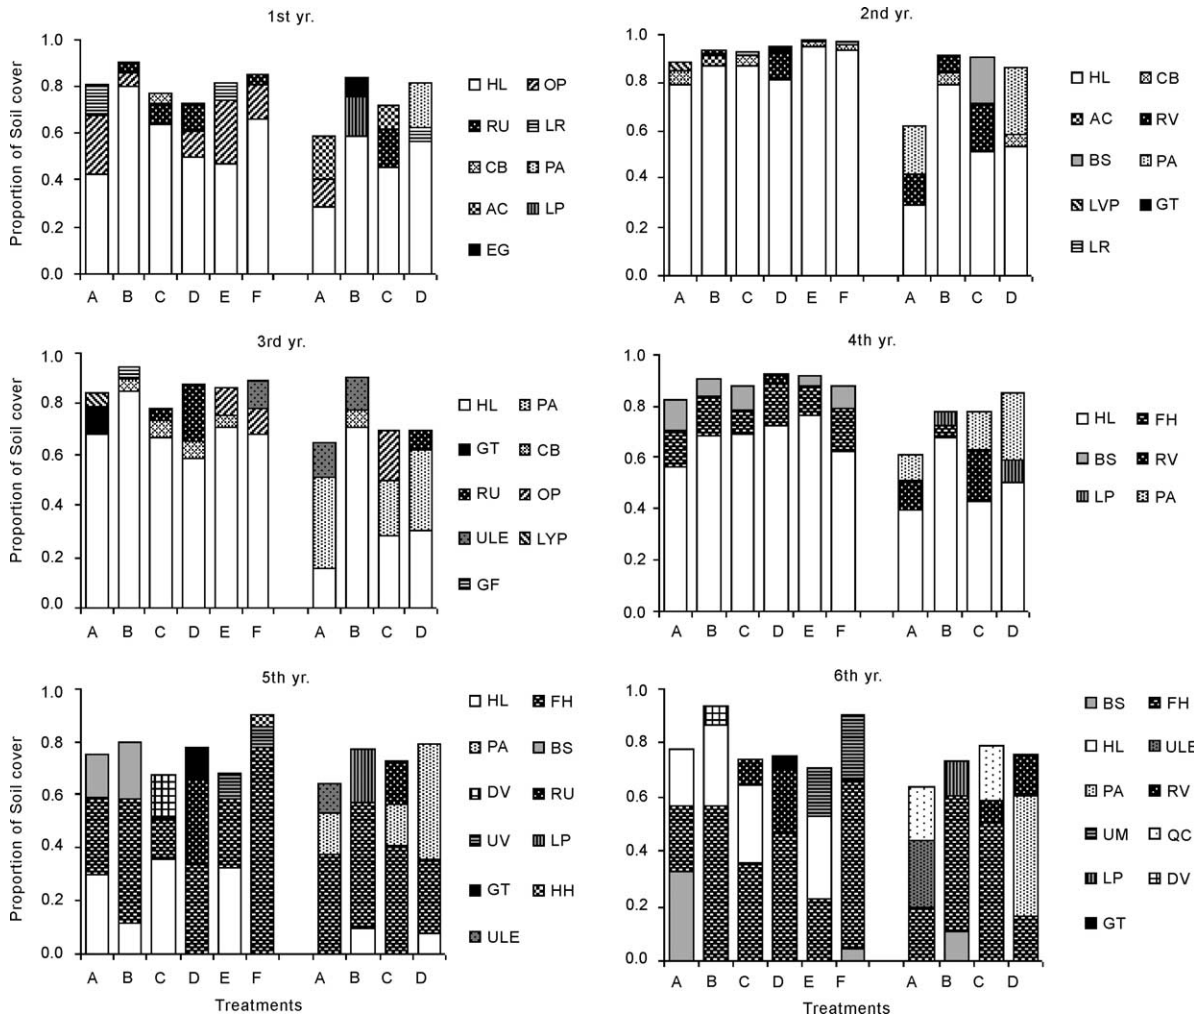 1st yr.
Proportion of Soil cover
1.0
0.8
0.6
0.4
0.2
0.0
A B C D E F A B C D
HL OP
RU LR
CB PA
AC LP
EG
2nd yr.
1.0
0.8
0.6
0.4
0.2
0.0
A B C D E F A B C D
HL CB
AC RV
BS PA
LVP GT
LR
3rd yr.
Proportion of Soil cover
1.0
0.8
0.6
0.4
0.2
0.0
A B C D E F A B C D
HL PA
GT CB
RU OP
ULE LYP
GF
4th yr.
1.0
0.8
0.6
0.4
0.2
0.0
A B C D E F A B C D
HL FH
BS RV
LP PA
5th yr.
Proportion of Soil cover
1.0
0.8
0.6
0.4
0.2
0.0
A B C D E F A B C D
Treatments
HL FH
PA BS
DV RU
UV LP
GT HH
ULE
6th yr.
1.0
0.8
0.6
0.4
0.2
0.0
A B C D E F A B C D
Treatments
BS FH
HL ULE
PA RV
UM QC
LP DV
GT